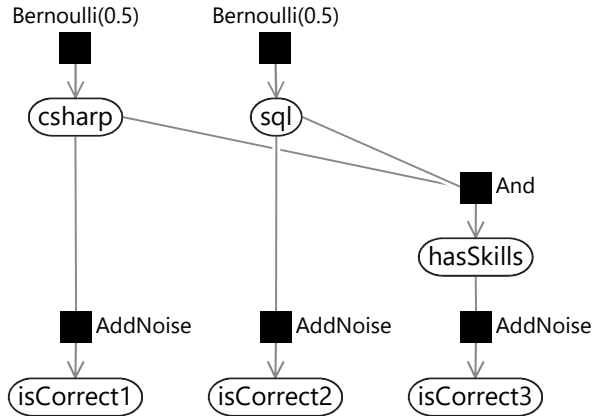 Bernoulli(0.5) Bernoulli(0.5)
csharp sql
And
hasSkills
AddNoise AddNoise AddNoise
isCorrect1 isCorrect2 isCorrect3